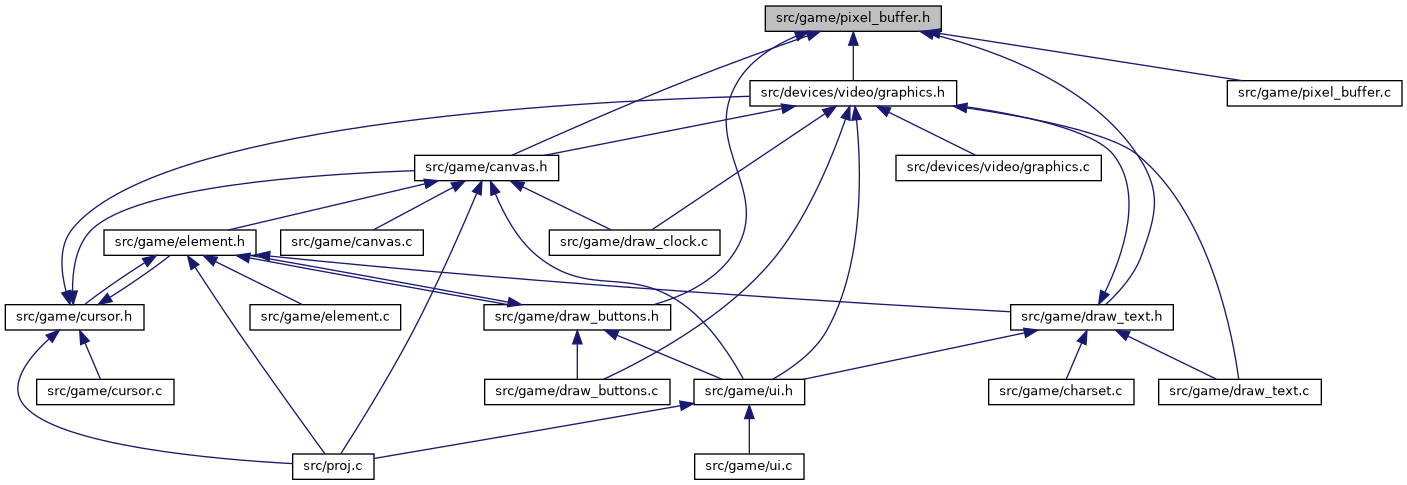 src/game/pixel_buffer.h
src/devices/video/graphics.h
src/game/pixel_buffer.c
src/game/canvas.h
src/devices/video/graphics.c
src/game/element.h
src/game/canvas.c
src/game/draw_clock.c
src/game/cursor.h
src/game/element.c
src/game/draw_buttons.h
src/game/draw_text.h
src/game/cursor.c
src/game/draw_buttons.c
src/game/ui.h
src/game/charset.c
src/game/draw_text.c
src/proj.c
src/game/ui.c